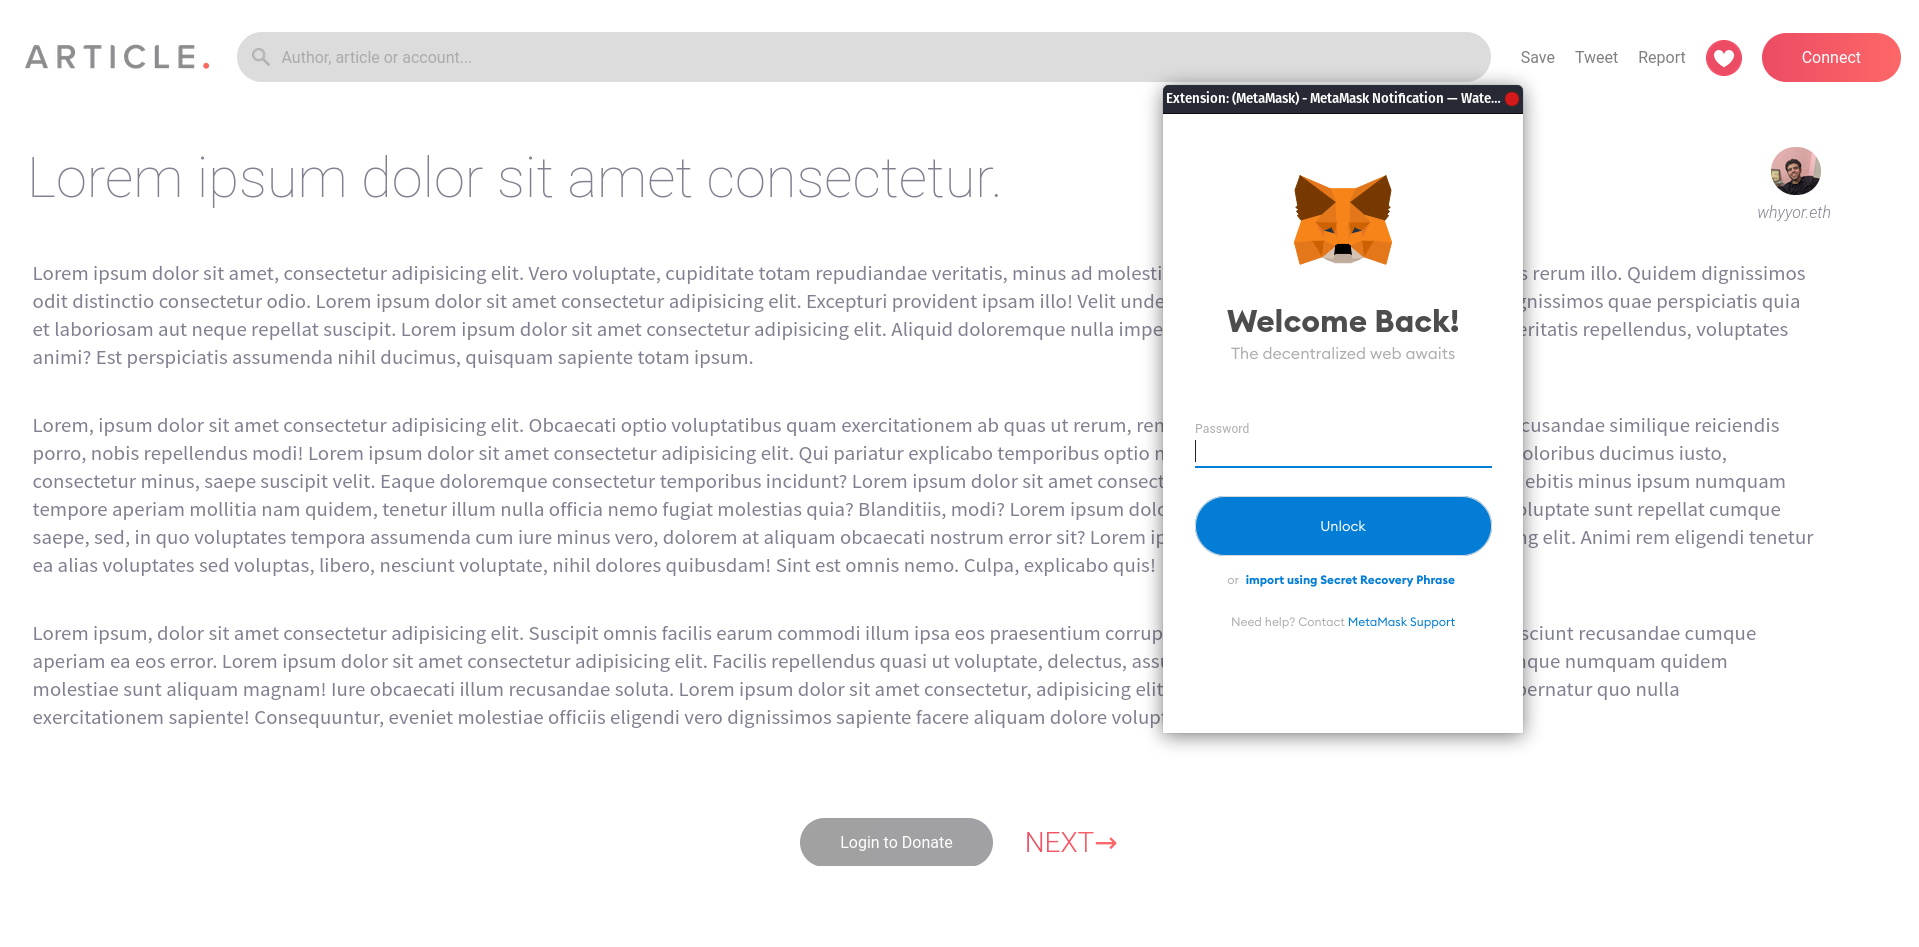 ARTICLE.
Author, article or account...
Save Tweet Report Connect
Extension: (MetaMask) - MetaMask Notification — Wate...
Lorem ipsum dolor sit amet consectetur.
whyyor.eth
Lorem ipsum dolor sit amet, consectetur adipisicing elit. Vero voluptate, cupiditate totam repudiandae veritatis, minus ad molesti
s rerum illo. Quidem dignissimos
odit distinctio consectetur odio. Lorem ipsum dolor sit amet consectetur adipisicing elit. Excepturi provident ipsam illo! Velit unde
gnissimos quae perspiciatis quia
et laboriosam aut neque repellat suscipit. Lorem ipsum dolor sit amet consectetur adipisicing elit. Aliquid doloremque nulla impe
eritatis repellendus, voluptates
animi? Est perspiciatis assumenda nihil ducimus, quisquam sapiente totam ipsum.
Lorem, ipsum dolor sit amet consectetur adipisicing elit. Obcaecati optio voluptatibus quam exercitationem ab quas ut rerum, rem
cusandae similique reiciendis
porro, nobis repellendus modi! Lorem ipsum dolor sit amet consectetur adipisicing elit. Qui pariatur explicabo temporibus optio n
oloribus ducimus iusto,
consectetur minus, saepe suscipit velit. Eaque doloremque consectetur temporibus incidunt? Lorem ipsum dolor sit amet consect
ebitis minus ipsum numquam
tempore aperiam mollitia nam quidem, tenetur illum nulla officia nemo fugiat molestias quia? Blanditiis, modi? Lorem ipsum dolo
oluptate sunt repellat cumque
saepe, sed, in quo voluptates tempora assumenda cum iure minus vero, dolorem at aliquam obcaecati nostrum error sit? Lorem ip
ng elit. Animi rem eligendi tenetur
ea alias voluptates sed voluptas, libero, nesciunt voluptate, nihil dolores quibusdam! Sint est omnis nemo. Culpa, explicabo quis!
Lorem ipsum, dolor sit amet consectetur adipisicing elit. Suscipit omnis facilis earum commodi illum ipsa eos praesentium corrup
sciunt recusandae cumque
aperiam ea eos error. Lorem ipsum dolor sit amet consectetur adipisicing elit. Facilis repellendus quasi ut voluptate, delectus, assu
nque numquam quidem
molestiae sunt aliquam magnam! Iure obcaecati illum recusandae soluta. Lorem ipsum dolor sit amet consectetur, adipisicing elit
pernatur quo nulla
exercitationem sapiente! Consequuntur, eveniet molestiae officiis eligendi vero dignissimos sapiente facere aliquam dolore volupt
Welcome Back!
The decentralized web awaits
Password
Unlock
or import using Secret Recovery Phrase
Need help? Contact MetaMask Support
Login to Donate
NEXT→